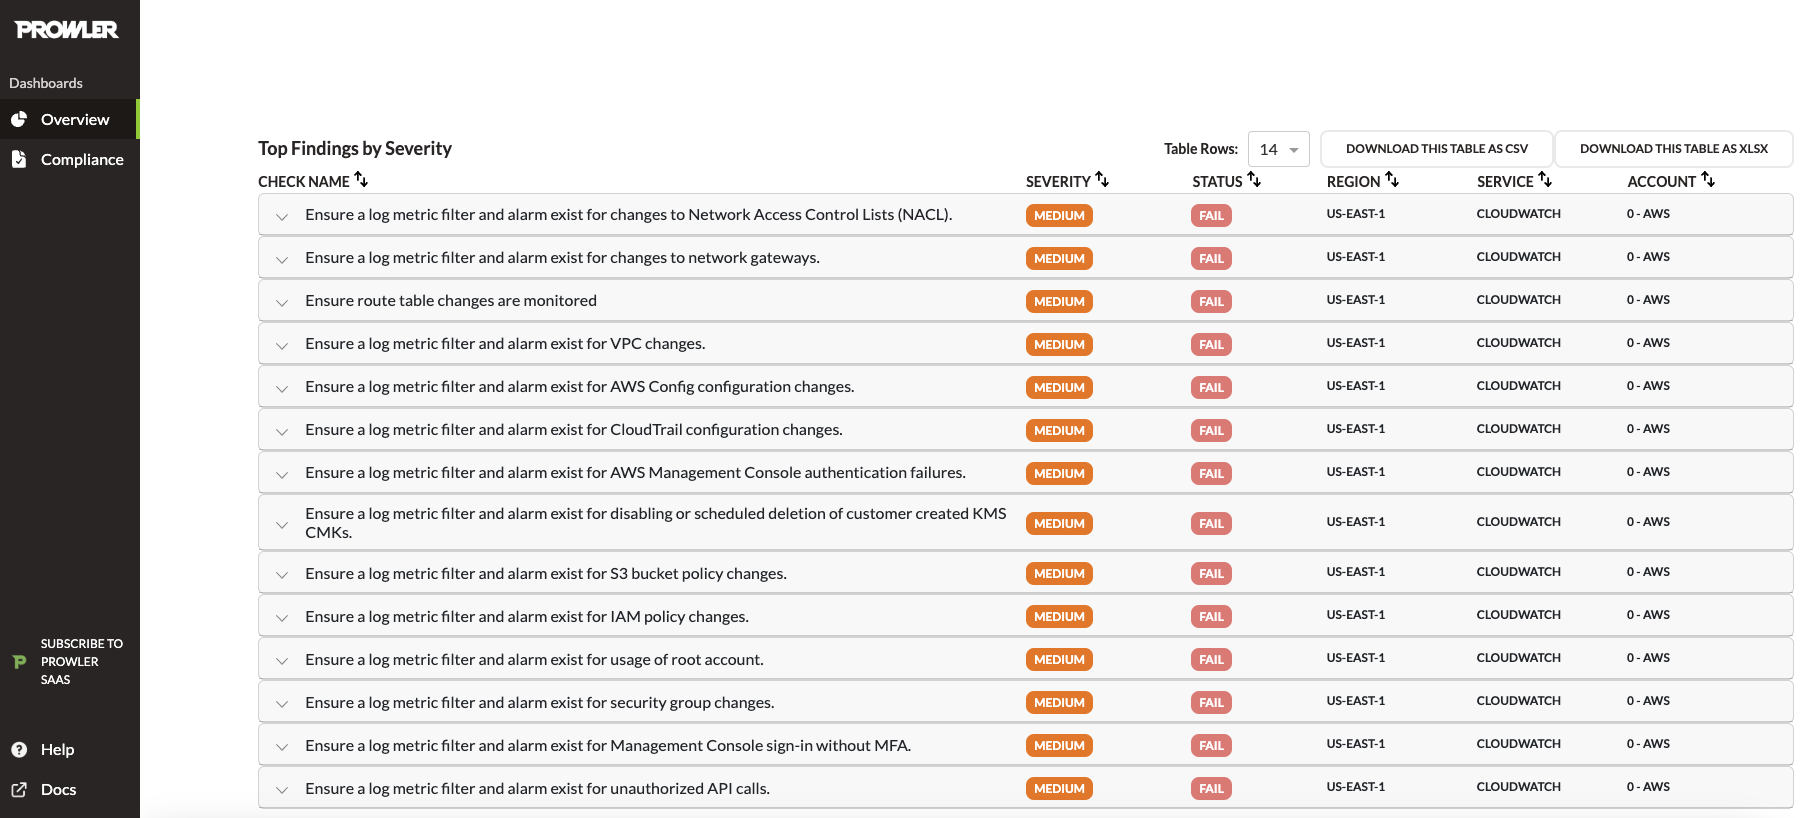 PROWLER
Dashboards
Overview
Compliance
SUBSCRIBE TO
PROWLER
SAAS
Help
Docs
Top Findings by Severity
Table Rows: 14 DOWNLOAD THIS TABLE AS CSV DOWNLOAD THIS TABLE AS XLSX
CHECK NAME SEVERITY STATUS REGION SERVICE ACCOUNT
Ensure a log metric filter and alarm exist for changes to Network Access Control Lists (NACL). MEDIUM FAIL US-EAST-1 CLOUDWATCH 0 - AWS
Ensure a log metric filter and alarm exist for changes to network gateways. MEDIUM FAIL US-EAST-1 CLOUDWATCH 0 - AWS
Ensure route table changes are monitored MEDIUM FAIL US-EAST-1 CLOUDWATCH 0 - AWS
Ensure a log metric filter and alarm exist for VPC changes. MEDIUM FAIL US-EAST-1 CLOUDWATCH 0 - AWS
Ensure a log metric filter and alarm exist for AWS Config configuration changes. MEDIUM FAIL US-EAST-1 CLOUDWATCH 0 - AWS
Ensure a log metric filter and alarm exist for CloudTrail configuration changes. MEDIUM FAIL US-EAST-1 CLOUDWATCH 0 - AWS
Ensure a log metric filter and alarm exist for AWS Management Console authentication failures. MEDIUM FAIL US-EAST-1 CLOUDWATCH 0 - AWS
Ensure a log metric filter and alarm exist for disabling or scheduled deletion of customer created KMS
CMKs. MEDIUM FAIL US-EAST-1 CLOUDWATCH 0 - AWS
Ensure a log metric filter and alarm exist for S3 bucket policy changes. MEDIUM FAIL US-EAST-1 CLOUDWATCH 0 - AWS
Ensure a log metric filter and alarm exist for IAM policy changes. MEDIUM FAIL US-EAST-1 CLOUDWATCH 0 - AWS
Ensure a log metric filter and alarm exist for usage of root account. MEDIUM FAIL US-EAST-1 CLOUDWATCH 0 - AWS
Ensure a log metric filter and alarm exist for security group changes. MEDIUM FAIL US-EAST-1 CLOUDWATCH 0 - AWS
Ensure a log metric filter and alarm exist for Management Console sign-in without MFA. MEDIUM FAIL US-EAST-1 CLOUDWATCH 0 - AWS
Ensure a log metric filter and alarm exist for unauthorized API calls. MEDIUM FAIL US-EAST-1 CLOUDWATCH 0 - AWS